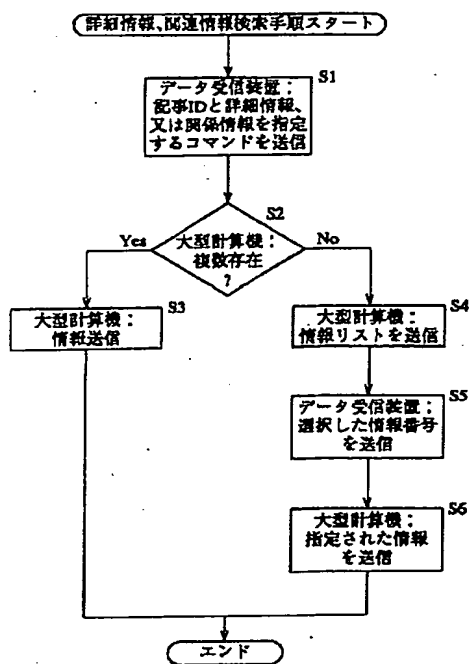 詳細情報、関連情報検索手順スタート
S1
データ受信装置：
記事IDと詳細情報、
又は関係情報を指定
するコマンドを送信
S2
大型計算機：
複数存在
？
Yes
No
S3
大型計算機：
情報送信
S4
大型計算機：
情報リストを送信
S5
データ受信装置：
選択した情報番号
を送信
S6
大型計算機：
指定された情報
を送信
エンド